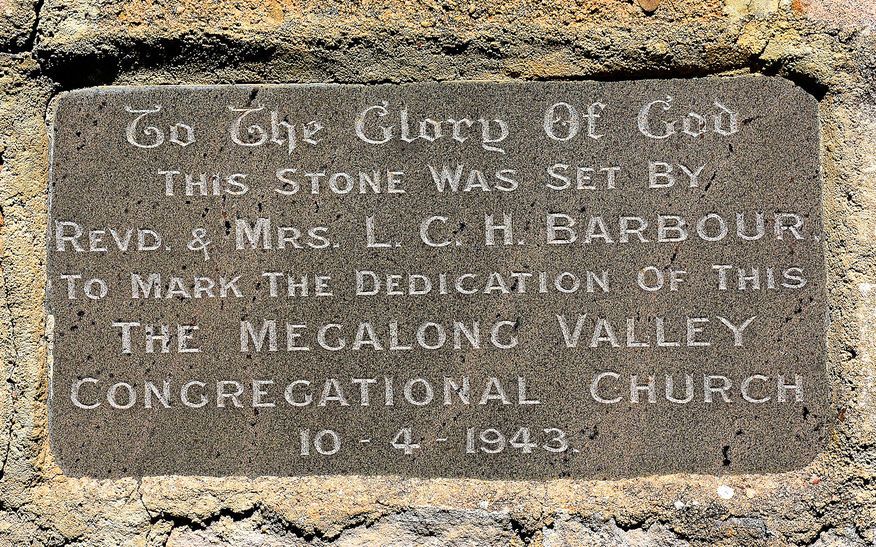 To The Glory Of God
THIS STONE WAS SET BY
REVD. & MRS. L. C. H. BARBOUR.
TO MARK THE DEDICATION OF THIS
THE MEGALONG VALLEY
CONGREGATIONAL CHURCH
10 - 4 - 1943.